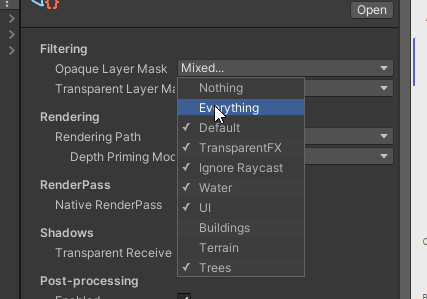 Open
Filtering
Opaque Layer Mask Mixed...
Transparent Layer Ma
Nothing
Everything
Rendering
Default
Rendering Path
TransparentFX
Depth Priming Mod
Ignore Raycast
RenderPass
Water
Native RenderPass
UI
Shadows
Buildings
Transparent Receive
Terrain
Post-processing
Trees
Enabled